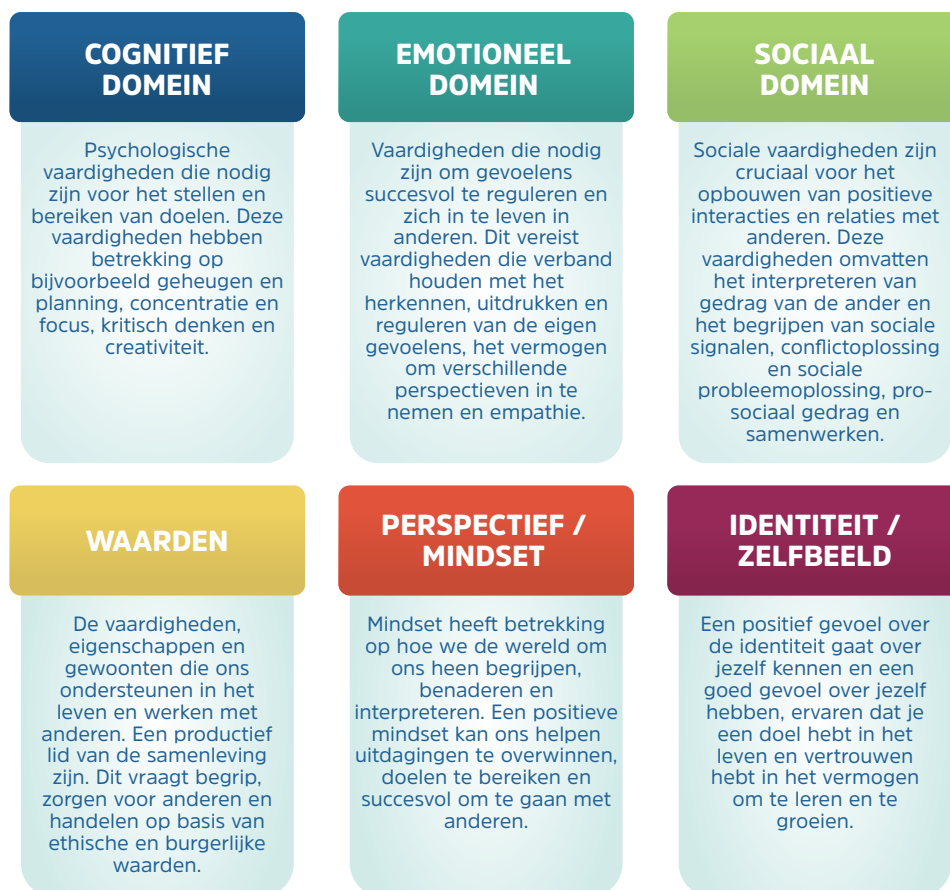 COGNITIEF
DOMEIN
Psychologische
vaardigheden die nodig
zijn voor het stellen en
bereiken van doelen. Deze
vaardigheden hebben
betrekking op
bijvoorbeeld geheugen en
planning, concentratie en
focus, kritisch denken en
creativiteit.
EMOTIONEEL
DOMEIN
Vaardigheden die nodig
zijn om gevoelens
succesvol te reguleren en
zich in te leven in
anderen. Dit vereist
vaardigheden die verband
houden met het
herkennen, uitdrukken en
reguleren van de eigen
gevoelens, het vermogen
om verschillende
perspectieven in te
nemen en empathie.
SOCIAAL
DOMEIN
Sociale vaardigheden zijn
cruciaal voor het
opbouwen van positieve
interacties en relaties met
anderen. Deze
vaardigheden omvatten
het interpreteren van
gedrag van de ander en
het begrijpen van sociale
signalen, conflictoplossing
en sociale
probleemoplossing, pro-
sociaal gedrag en
samenwerken.
WAARDEN
De vaardigheden,
eigenschappen en
gewoonten die ons
ondersteunen in het
leven en werken met
anderen. Een productief
lid van de samenleving
zijn. Dit vraagt begrip,
zorgen voor anderen en
handelen op basis van
ethische en burgerlijke
waarden.
PERSPECTIEF /
MINDSET
Mindset heeft betrekking
op hoe we de wereld om
ons heen begrijpen,
benaderen en
interpreteren. Een positieve
mindset kan ons helpen
uitdagingen te overwinnen,
doelen te bereiken en
succesvol om te gaan met
anderen.
IDENTITEIT /
ZELFBEELD
Een positief gevoel over
de identiteit gaat over
jezelf kennen en een
goed gevoel over jezelf
hebben, ervaren dat je
een doel hebt in het
leven en vertrouwen
hebt in het vermogen
om te leren en te
groeien.